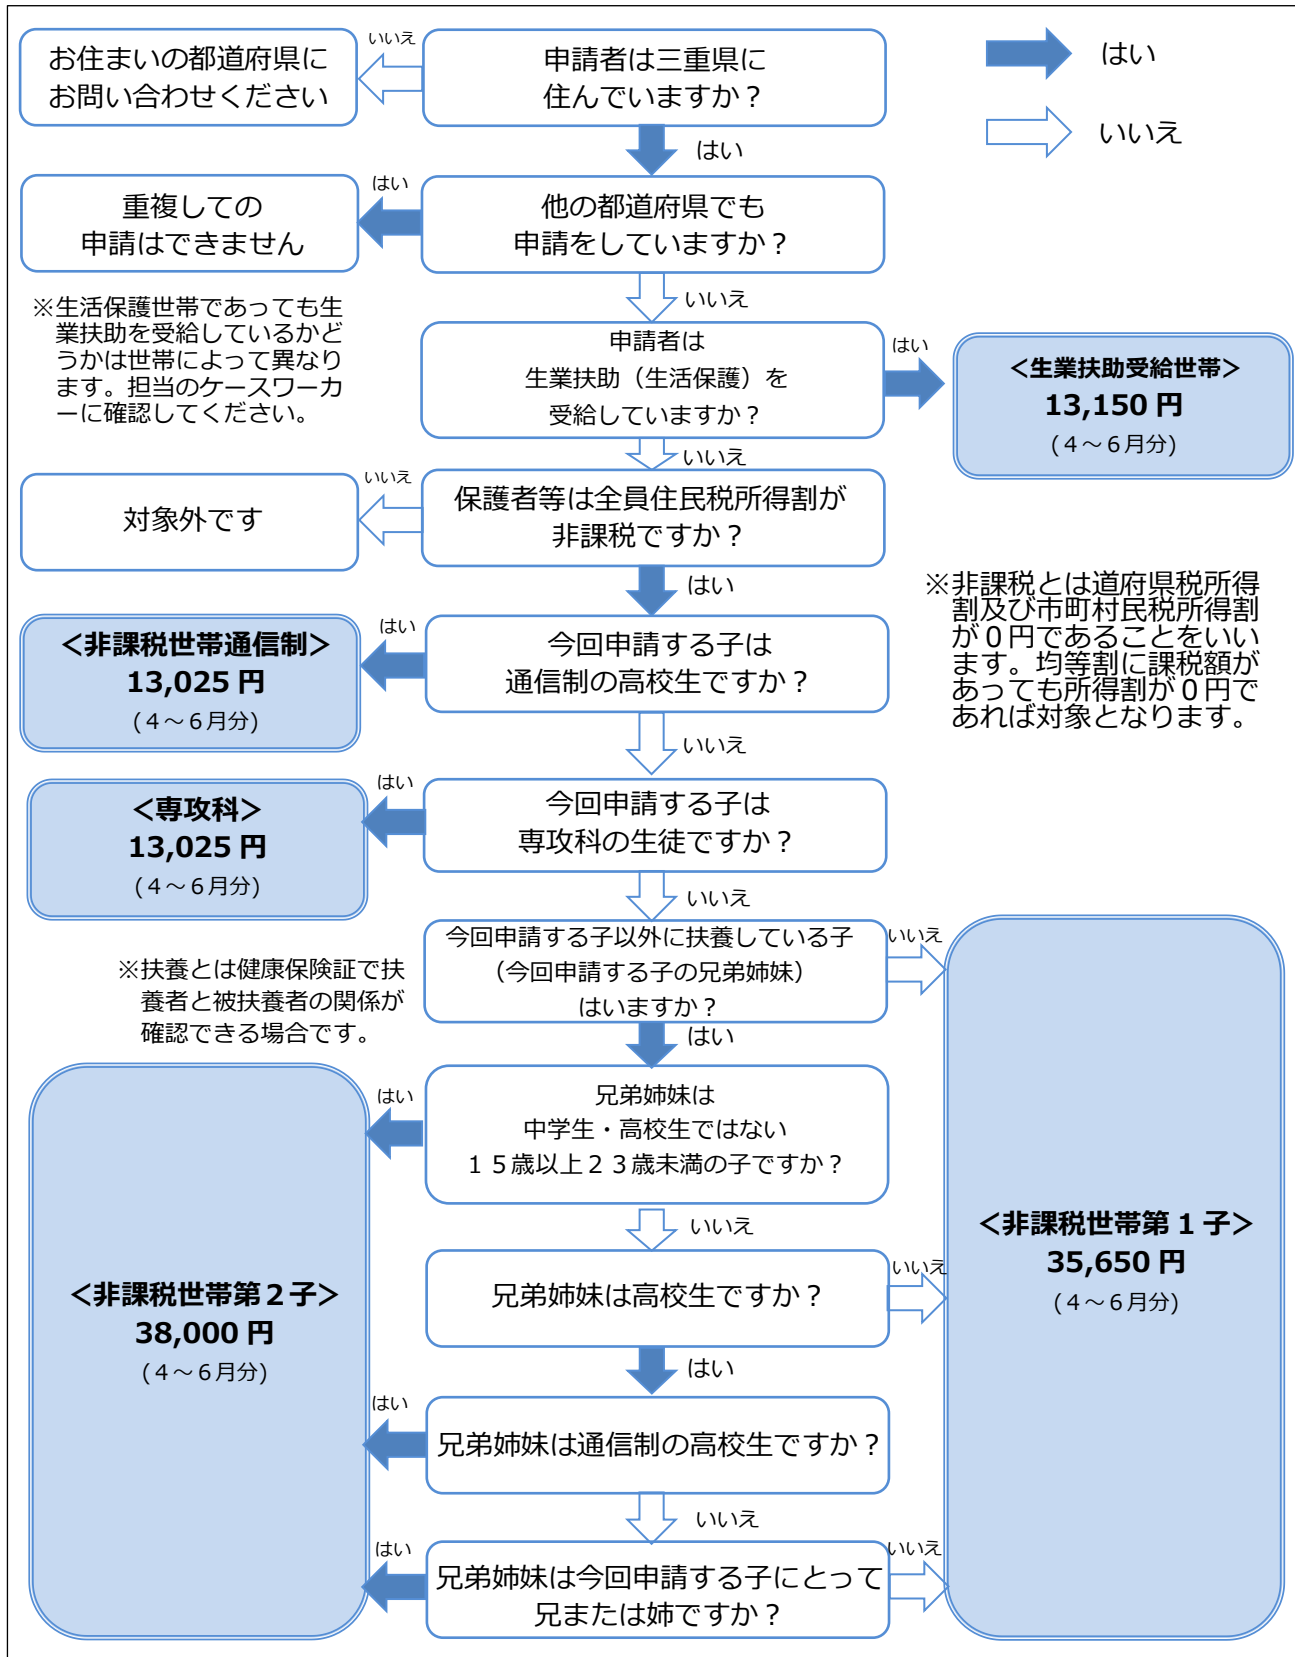 お住まいの都道府県に
お問い合わせください
いいえ
申請者は三重県に
住んでいますか？
はい
いいえ
はい
重複しての
申請はできません
はい
他の都道府県でも
申請をしていますか？
いいえ
※生活保護世帯であっても生
業扶助を受給しているかど
うかは世帯によって異なり
ます。担当のケースワーカ
ーに確認してください。
申請者は
生業扶助（生活保護）を
受給していますか？
はい
＜生業扶助受給世帯＞
13,150 円
(４～６月分)
いいえ
対象外です
いいえ
保護者等は全員住民税所得割が
非課税ですか？
はい
※非課税とは道府県税所得
割及び市町村民税所得割
が０円であることをいい
ます。均等割に課税額が
あっても所得割が０円で
あれば対象となります。
＜非課税世帯通信制＞
13,025 円
(４～６月分)
はい
今回申請する子は
通信制の高校生ですか？
いいえ
＜専攻科＞
13,025 円
(４～６月分)
はい
今回申請する子は
専攻科の生徒ですか？
いいえ
※扶養とは健康保険証で扶
養者と被扶養者の関係が
確認できる場合です。
今回申請する子以外に扶養している子
（今回申請する子の兄弟姉妹）
はいますか？
いいえ
はい
はい
兄弟姉妹は
中学生・高校生ではない
１５歳以上２３歳未満の子ですか？
いいえ
＜非課税世帯第１子＞
35,650 円
(４～６月分)
＜非課税世帯第２子＞
38,000 円
(４～６月分)
兄弟姉妹は高校生ですか？
いいえ
はい
はい
兄弟姉妹は通信制の高校生ですか？
いいえ
はい
兄弟姉妹は今回申請する子にとって
兄または姉ですか？
いいえ